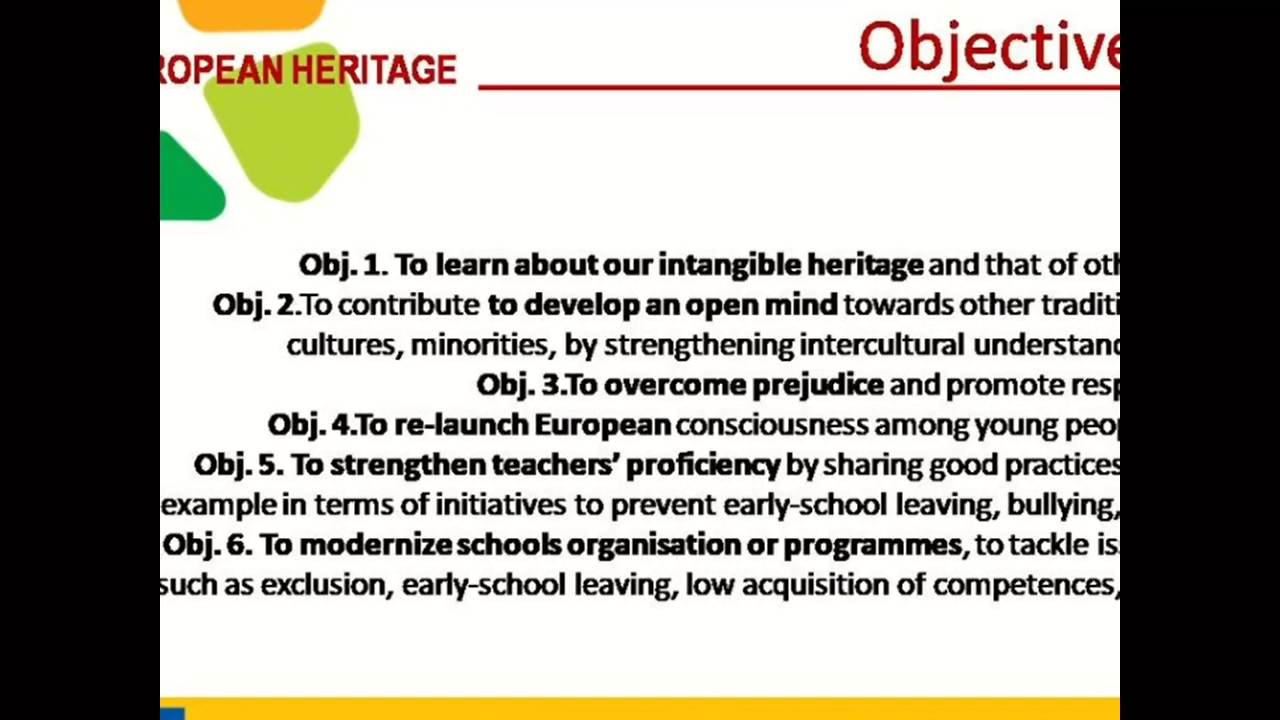 ROPEAN HERITAGE
Objective
Obj. 1. To learn about our intangible heritage and that of oth
Obj. 2.To contribute to develop an open mind towards other traditi
cultures, minorities, by strengthening intercultural understand
Obj. 3.To overcome prejudice and promote resp
Obj. 4.To re-launch European consciousness among young peop
Obj. 5. To strengthen teachers’ proficiency by sharing good practices
example in terms of initiatives to prevent early-school leaving, bullying,
Obj. 6. To modernize schools organisation or programmes, to tackle is
such as exclusion, early-school leaving, low acquisition of competences,